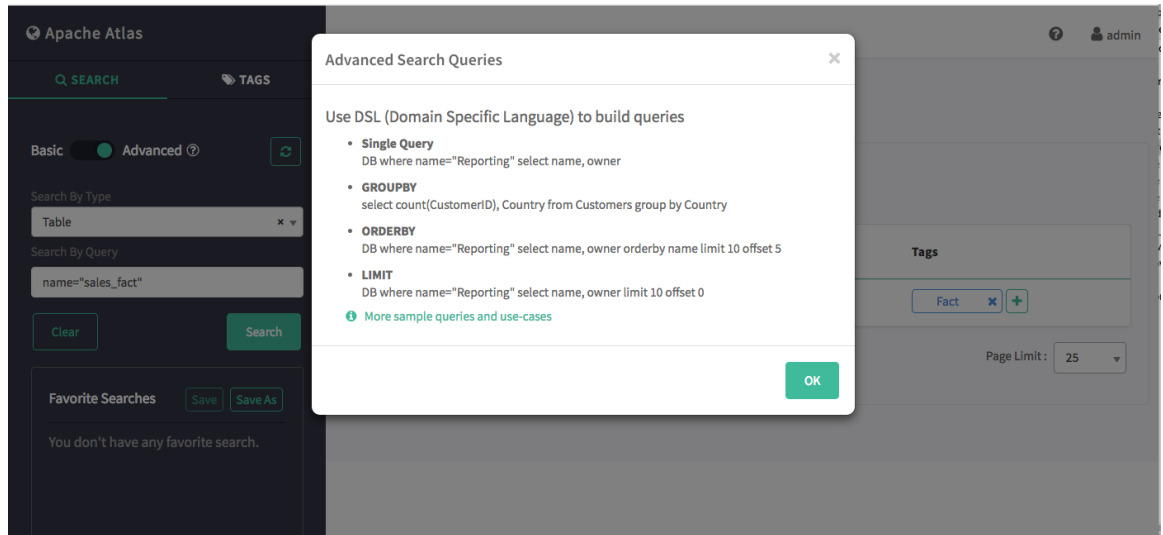 Apache Atlas
admin
SEARCH
TAGS
Basic
Advanced
Search By Type
Table
Search By Query
name="sales_fact"
Clear
Search
Favorite Searches
Save
Save As
You don't have any favorite search.
Advanced Search Queries
Use DSL (Domain Specific Language) to build queries
Single Query
DB where name="Reporting" select name, owner
GROUPBY
select count(CustomerID), Country from Customers group by Country
ORDERBY
DB where name="Reporting" select name, owner orderby name limit 10 offset 5
LIMIT
DB where name="Reporting" select name, owner limit 10 offset 0
More sample queries and use-cases
OK
Tags
Fact
Page Limit :
25